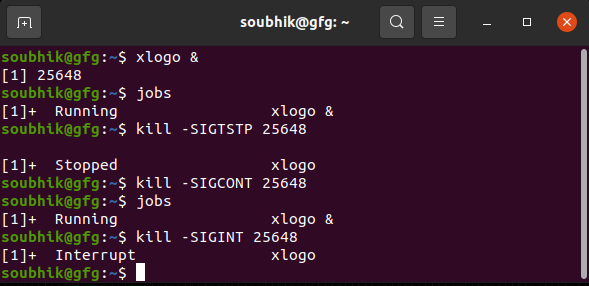 soubhik@gfg: ~
soubhik@gfg:~$ xlogo &
[1] 25648
soubhik@gfg:~$ jobs
[1]+  Running                 xlogo &
soubhik@gfg:~$ kill -SIGTSTP 25648

[1]+  Stopped                 xlogo
soubhik@gfg:~$ kill -SIGCONT 25648
soubhik@gfg:~$ jobs
[1]+  Running                 xlogo &
soubhik@gfg:~$ kill -SIGINT 25648
[1]+  Interrupt               xlogo
soubhik@gfg:~$